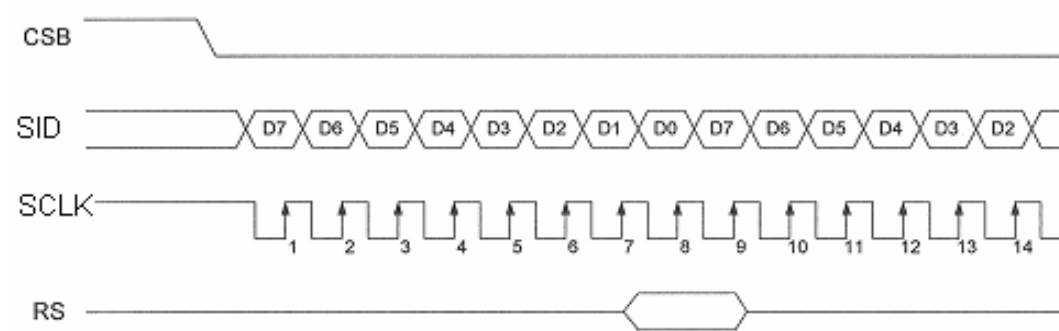 CSB
SID D7 D6 D5 D4 D3 D2 D1 D0 D7 D6 D5 D4 D3 D2
SCLK
1 2 3 4 5 6 7 8 9 10 11 12 13 14
RS